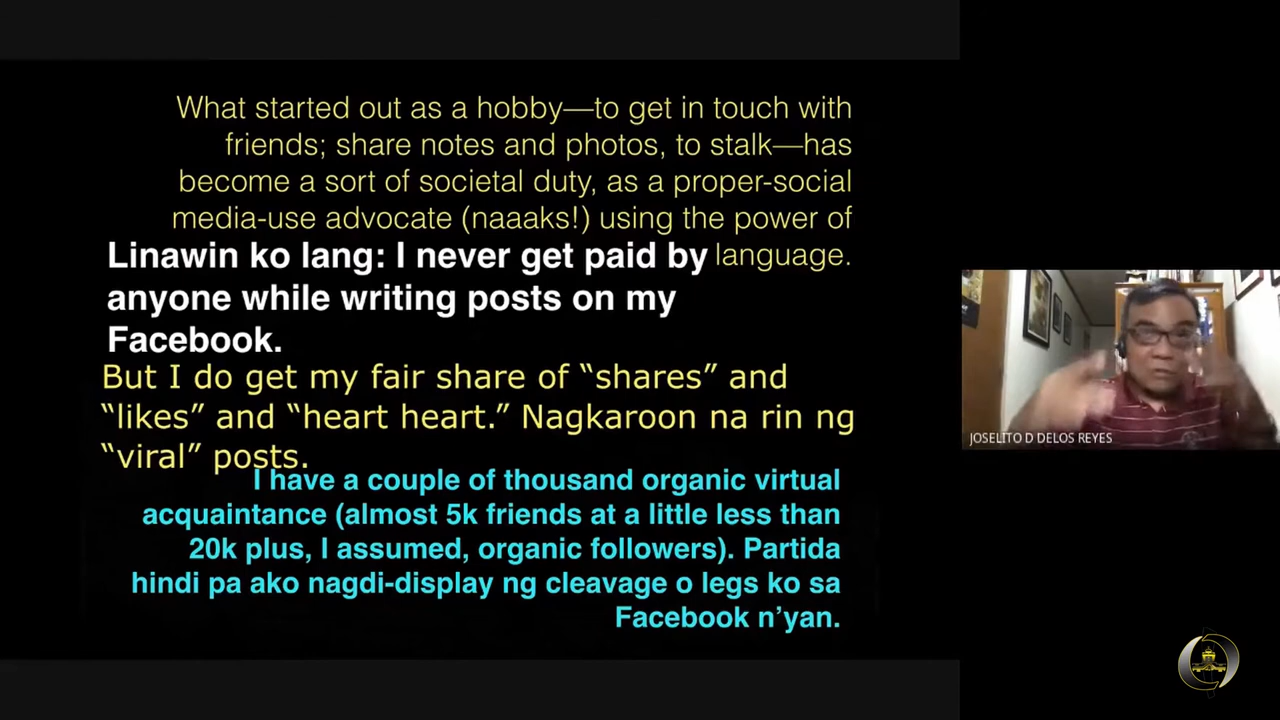 What started out as a hobby—to get in touch with
friends; share notes and photos, to stalk—has
become a sort of societal duty, as a proper-social
media-use advocate (naaaks!) using the power of
language.
Linawin ko lang: I never get paid by
anyone while writing posts on my
Facebook.
But I do get my fair share of “shares” and
“likes” and “heart heart.” Nagkaroon na rin ng
“viral” posts.
I have a couple of thousand organic virtual
acquaintance (almost 5k friends at a little less than
20k plus, I assumed, organic followers). Partida
hindi pa ako nagdi-display ng cleavage o legs ko sa
Facebook n’yan.
JOSELITO D DELOS REYES